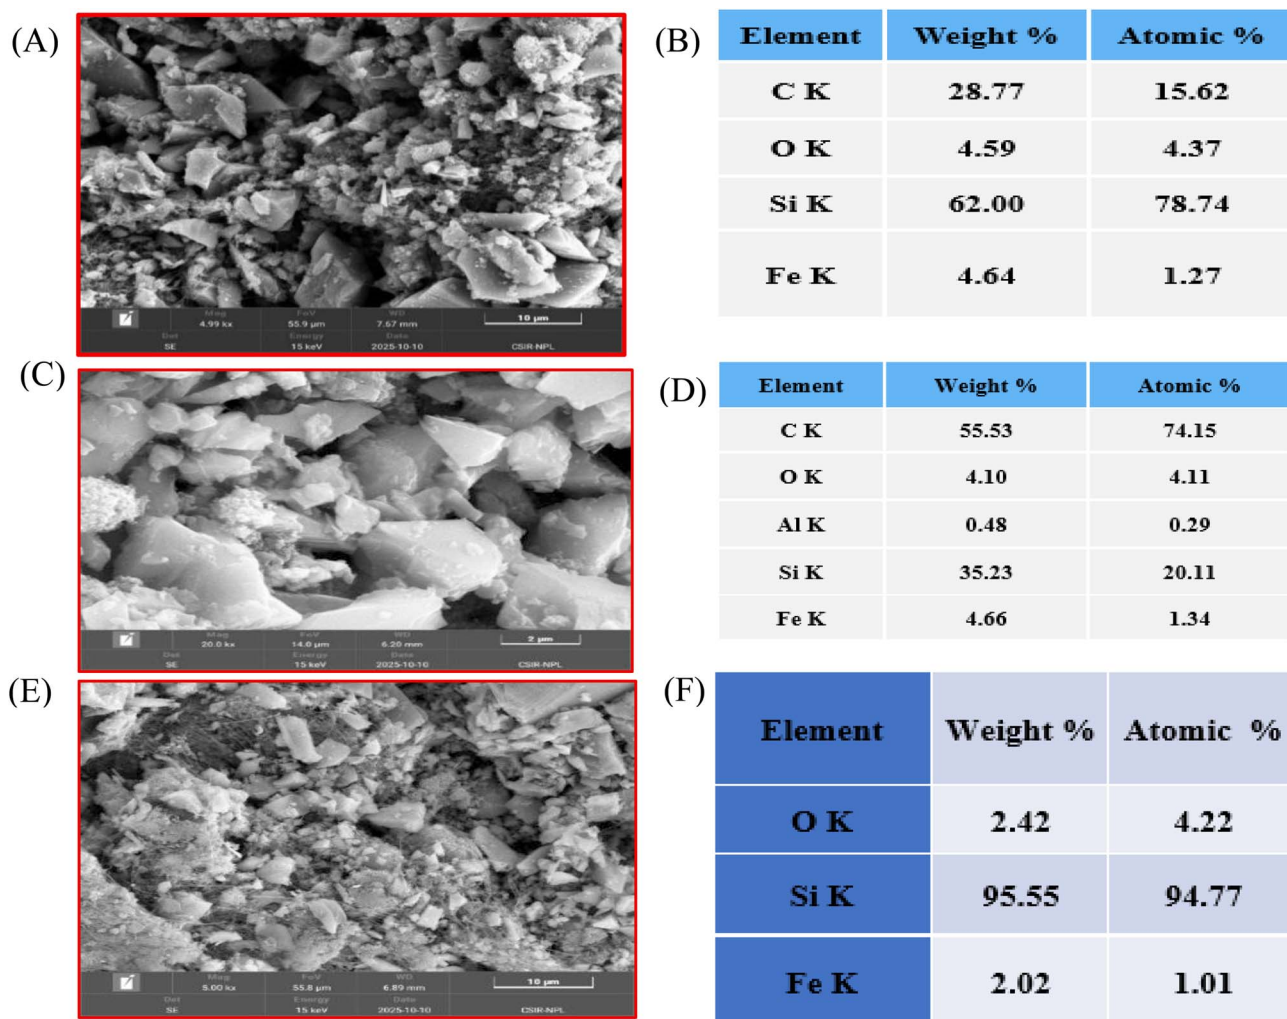 (A)
Mag FoV WD
4.99 kx 55.9 µm 7.67 mm 10 µm
Det Energy Date
SE 15 keV 2025-10-10 CSIR-NPL
(B)
Element Weight % Atomic %
C K 28.77 15.62
O K 4.59 4.37
Si K 62.00 78.74
Fe K 4.64 1.27
(C)
Mag FoV WD
20.0 kx 14.0 µm 6.20 mm 2 µm
Det Energy Date
SE 15 keV 2025-10-10 CSIR-NPL
(D)
Element Weight % Atomic %
C K 55.53 74.15
O K 4.10 4.11
Al K 0.48 0.29
Si K 35.23 20.11
Fe K 4.66 1.34
(E)
Mag FoV WD
5.00 kx 55.8 µm 6.89 mm 10 µm
Det Energy Date
SE 15 keV 2025-10-10 CSIR-NPL
(F)
Element Weight % Atomic %
O K 2.42 4.22
Si K 95.55 94.77
Fe K 2.02 1.01